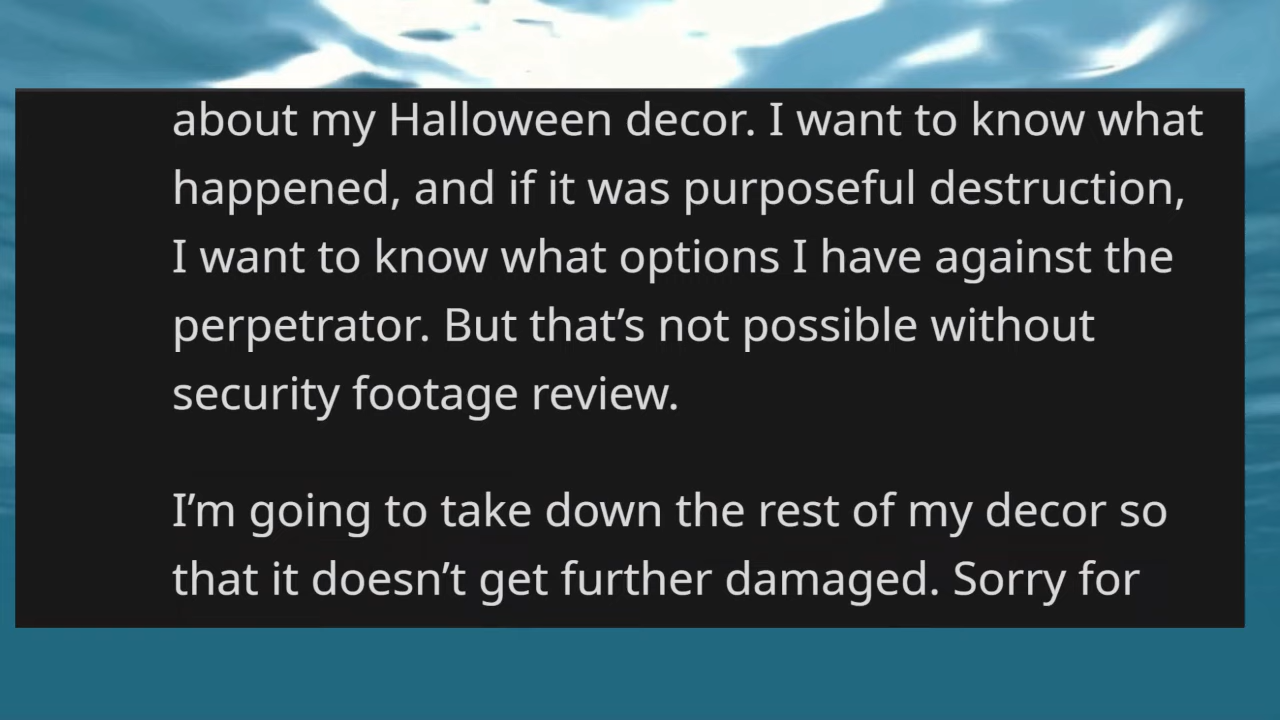 about my Halloween decor. I want to know what
happened, and if it was purposeful destruction,
I want to know what options I have against the
perpetrator. But that’s not possible without
security footage review.
I’m going to take down the rest of my decor so
that it doesn’t get further damaged. Sorry for